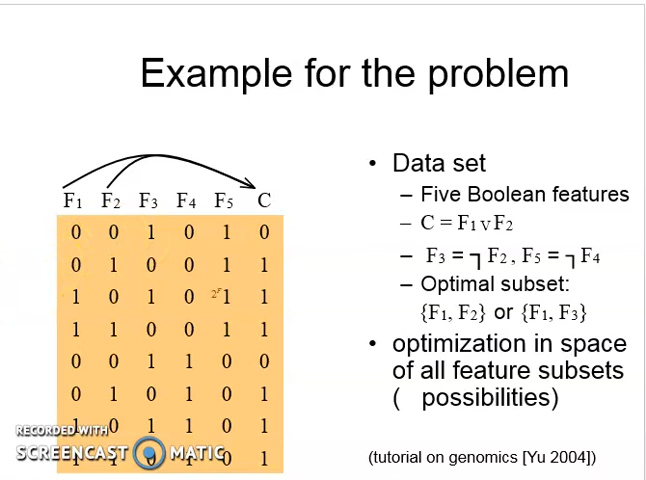 Example for the problem
F1 F2 F3 F4 F5 C
0 0 1 0 1 0
0 1 0 0 1 1
1 0 1 0 1 1
1 1 0 0 1 1
0 0 1 1 0 0
0 1 0 1 0 1
1 0 1 1 0 1
1 1 0 1 0 1
RECORDED WITH
SCREENCAST MATIC
• Data set
– Five Boolean features
– C = F1 ∨ F2
– F3 = ┐F2 , F5 = ┐F4
– Optimal subset:
{F1, F2} or {F1, F3}
• optimization in space
of all feature subsets
( possibilities)
(tutorial on genomics [Yu 2004])